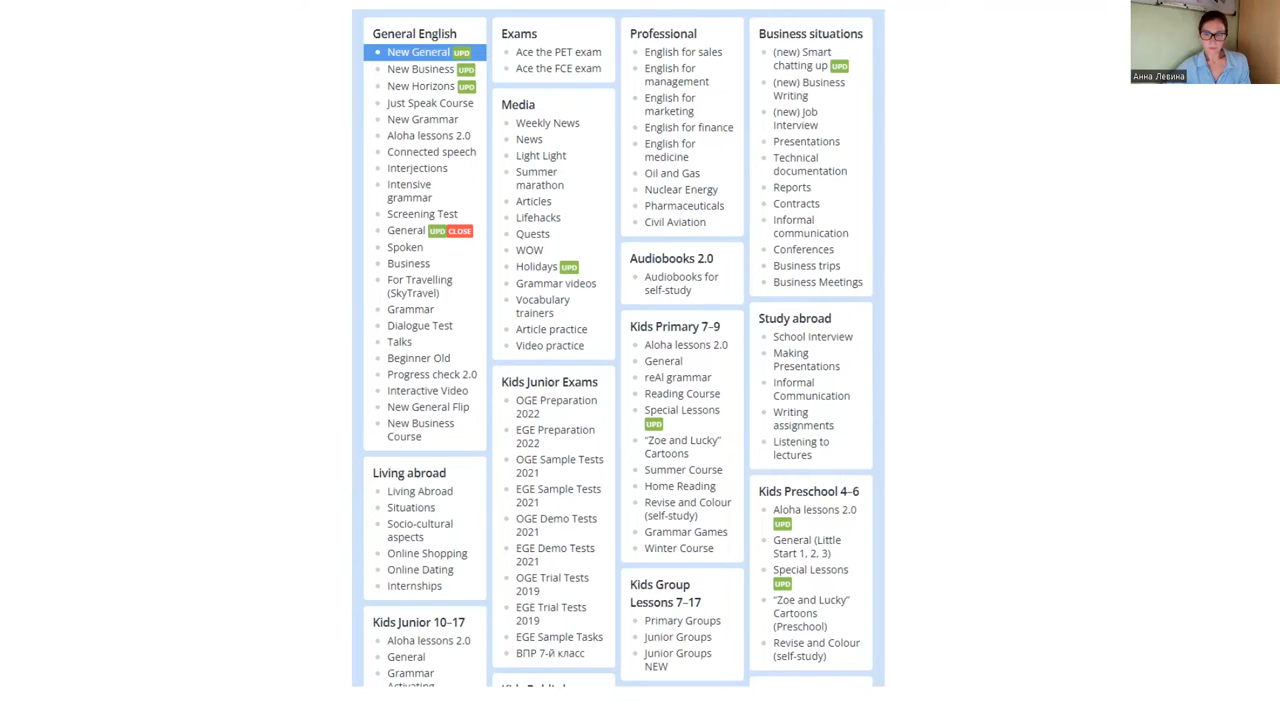 General English
New General UPD
New Business UPD
New Horizons UPD
Just Speak Course
New Grammar
Aloha lessons 2.0
Connected speech
Interjections
Intensive
grammar
Screening Test
General UPD CLOSE
Spoken
Business
For Travelling
(SkyTravel)
Grammar
Dialogue Test
Talks
Beginner Old
Progress check 2.0
Interactive Video
New General Flip
New Business
Course
Living abroad
Living Abroad
Situations
Socio-cultural
aspects
Online Shopping
Online Dating
Internships
Kids Junior 10–17
Aloha lessons 2.0
General
Grammar
Activating
Exams
Ace the PET exam
Ace the FCE exam
Media
Weekly News
News
Light Light
Summer
marathon
Articles
Lifehacks
Quests
WOW
Holidays UPD
Grammar videos
Vocabulary
trainers
Article practice
Video practice
Kids Junior Exams
OGE Preparation
2022
EGE Preparation
2022
OGE Sample Tests
2021
EGE Sample Tests
2021
OGE Demo Tests
2021
EGE Demo Tests
2021
OGE Trial Tests
2019
EGE Trial Tests
2019
EGE Sample Tasks
ВПР 7-й класс
Professional
English for sales
English for
management
English for
marketing
English for finance
English for
medicine
Oil and Gas
Nuclear Energy
Pharmaceuticals
Civil Aviation
Audiobooks 2.0
Audiobooks for
self-study
Kids Primary 7–9
Aloha lessons 2.0
General
reAl grammar
Reading Course
Special Lessons
UPD
“Zoe and Lucky”
Cartoons
Summer Course
Home Reading
Revise and Colour
(self-study)
Grammar Games
Winter Course
Kids Group
Lessons 7–17
Primary Groups
Junior Groups
Junior Groups
NEW
Business situations
(new) Smart
chatting up UPD
(new) Business
Writing
(new) Job
Interview
Presentations
Technical
documentation
Reports
Contracts
Informal
communication
Conferences
Business trips
Business Meetings
Study abroad
School Interview
Making
Presentations
Informal
Communication
Writing
assignments
Listening to
lectures
Kids Preschool 4–6
Aloha lessons 2.0
UPD
General (Little
Start 1, 2, 3)
Special Lessons
UPD
“Zoe and Lucky”
Cartoons
(Preschool)
Revise and Colour
(self-study)
Анна Левина